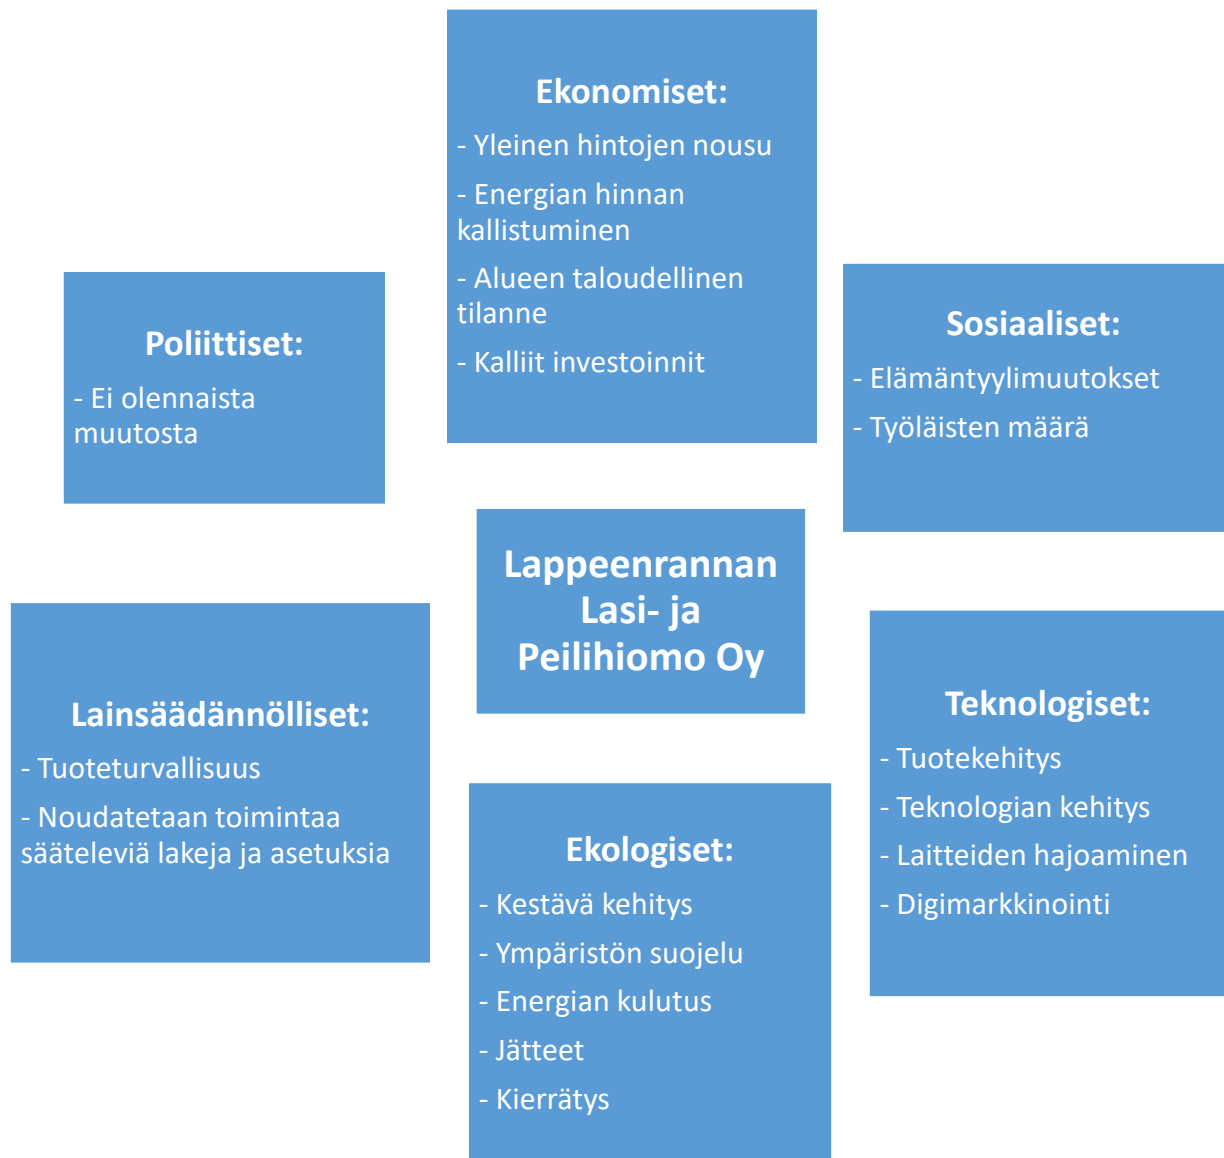 Ekonomiset:
- Yleinen hintojen nousu
- Energian hinnan
kallistuminen
- Alueen taloudellinen
tilanne
- Kalliit investoinnit
Poliittiset:
- Ei olennaista
muutosta
Sosiaaliset:
- Elämäntyylimuutokset
- Työläisten määrä
Lappeenrannan
Lasi- ja
Peilihiomo Oy
Lainsäädännölliset:
- Tuoteturvallisuus
- Noudatetaan toimintaa
sääteleviä lakeja ja asetuksia
Teknologiset:
- Tuotekehitys
- Teknologian kehitys
- Laitteiden hajoaminen
- Digimarkkinointi
Ekologiset:
- Kestävä kehitys
- Ympäristön suojelu
- Energian kulutus
- Jätteet
- Kierrätys